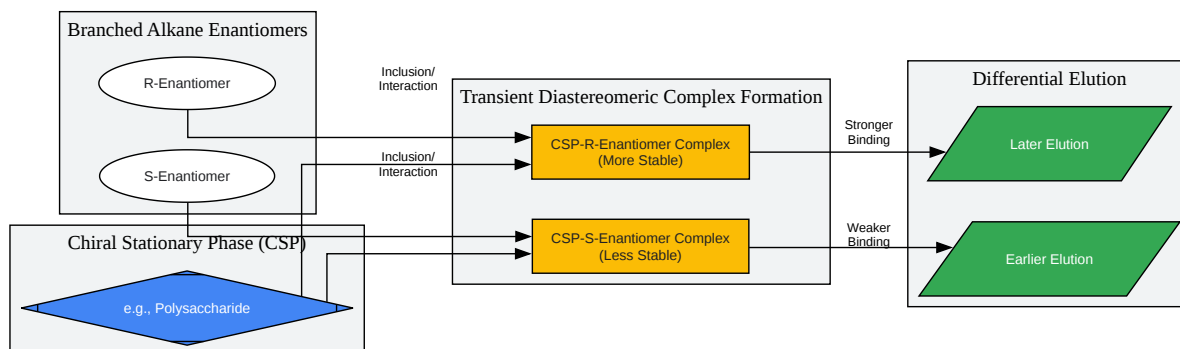 Branched Alkane Enantiomers
R-Enantiomer
S-Enantiomer
Chiral Stationary Phase (CSP)
e.g., Polysaccharide
Inclusion/
Interaction
Inclusion/
Interaction
Transient Diastereomeric Complex Formation
CSP-R-Enantiomer Complex
(More Stable)
CSP-S-Enantiomer Complex
(Less Stable)
Stronger
Binding
Weaker
Binding
Differential Elution
Later Elution
Earlier Elution